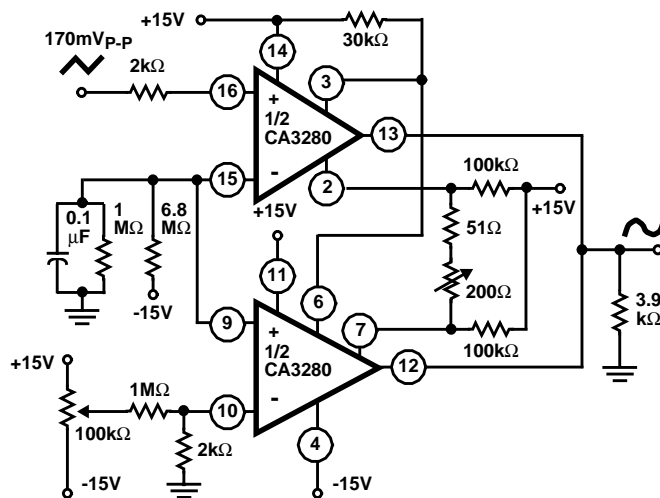 +15V
170mVP-P
30kΩ
14
3
2kΩ
16
+
1/2
CA3280
13
-
15
2
100kΩ
+15V
+15V
0.1
µF
1
MΩ
6.8
MΩ
51Ω
11
6
200Ω
-15V
3.9
kΩ
9
7
100kΩ
+
1/2
CA3280
12
+15V
1MΩ
-
10
100kΩ
2kΩ
4
-15V
-15V